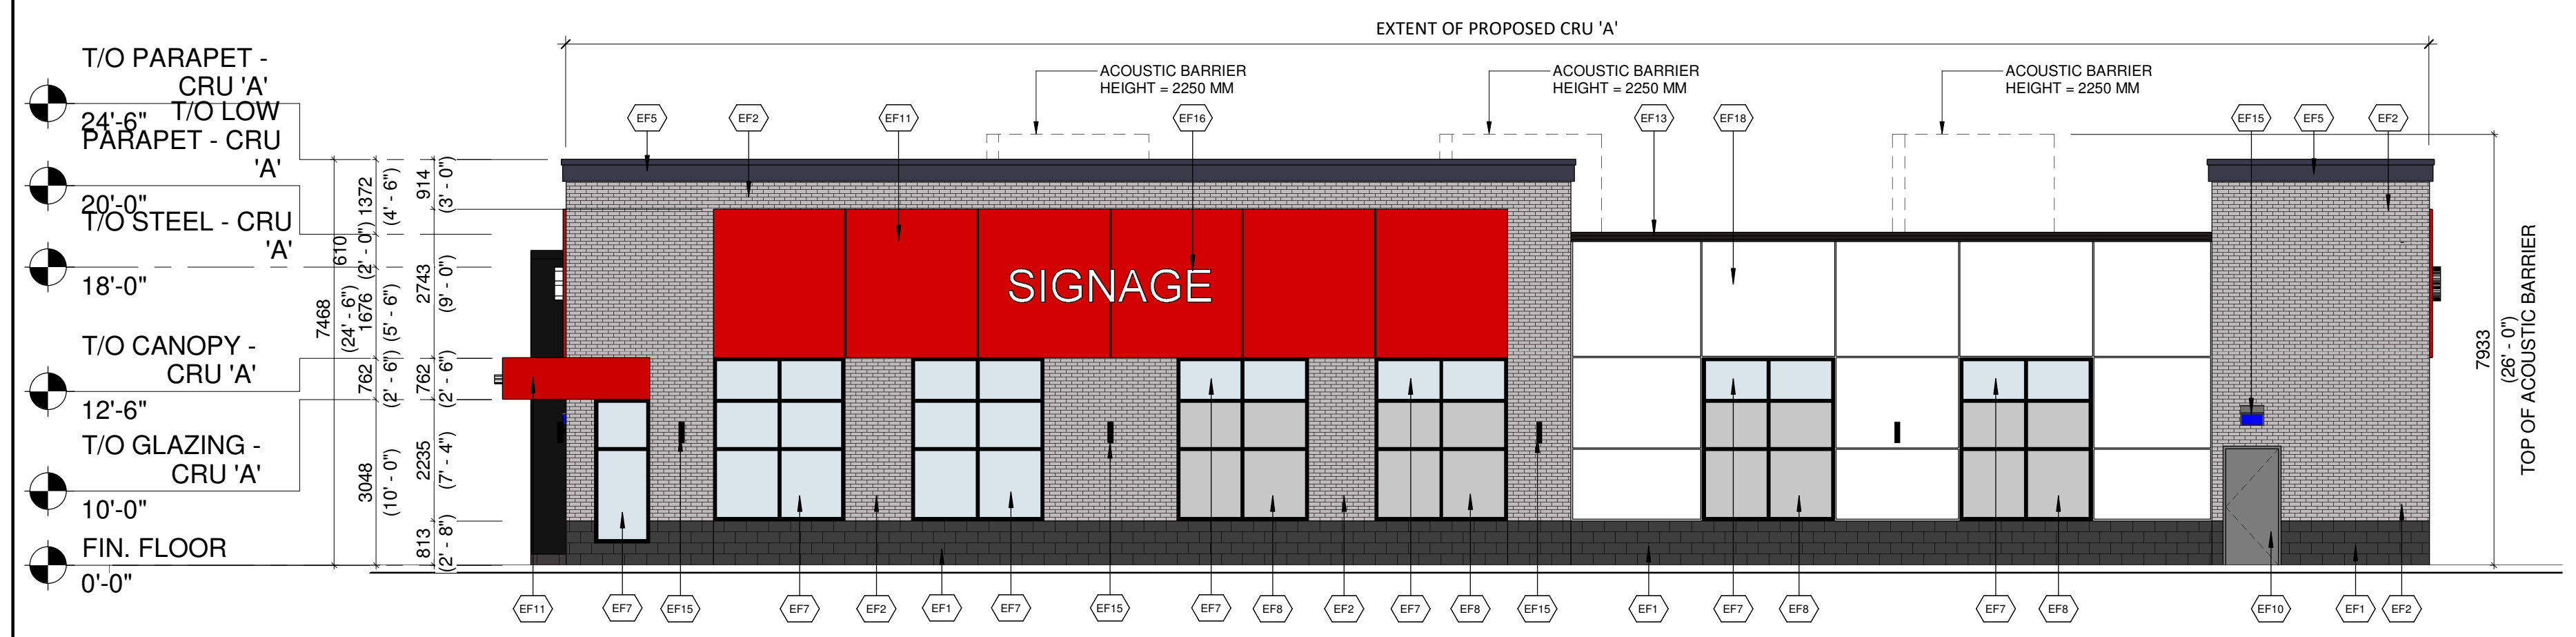 EXTENT OF PROPOSED CRU 'A'
T/O PARAPET -
CRU 'A'
24'-6"
T/O LOW
PARAPET - CRU
'A'
20'-0"
T/O STEEL - CRU
'A'
18'-0"
T/O CANOPY -
CRU 'A'
12'-6"
T/O GLAZING -
CRU 'A'
10'-0"
FIN. FLOOR
0'-0"
7468
(24' - 6")
610
(2' - 0")
1372
(4' - 6")
1676
(5' - 6")
762
(2' - 6")
3048
(10' - 0")
914
(3' - 0")
2743
(9' - 0")
762
(2' - 6")
2235
(7' - 4")
813
(2' - 8")
ACOUSTIC BARRIER
HEIGHT = 2250 MM
ACOUSTIC BARRIER
HEIGHT = 2250 MM
ACOUSTIC BARRIER
HEIGHT = 2250 MM
EF5
EF2
EF11
EF16
EF13
EF18
EF15
EF5
EF2
SIGNAGE
7933
(26' - 0")
TOP OF ACOUSTIC BARRIER
EF11
EF7
EF15
EF7
EF2
EF1
EF7
EF15
EF7
EF8
EF2
EF7
EF8
EF15
EF1
EF7
EF8
EF7
EF8
EF10
EF1
EF2